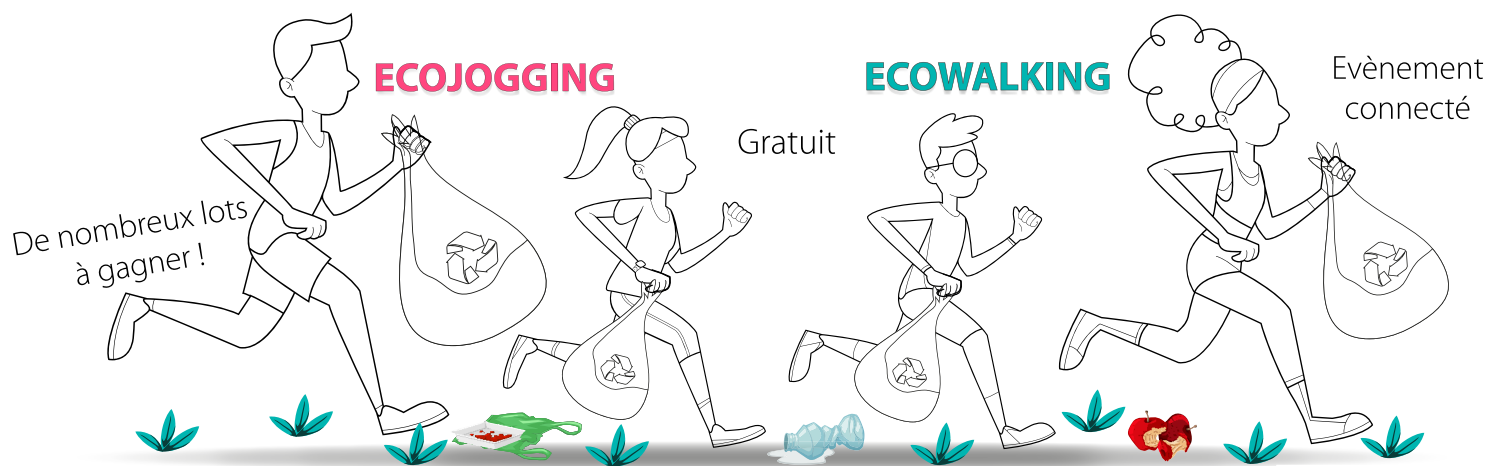 ECOJOGGING
ECOWALKING
Evènement
connecté
Gratuit
De nombreux lots
à gagner !